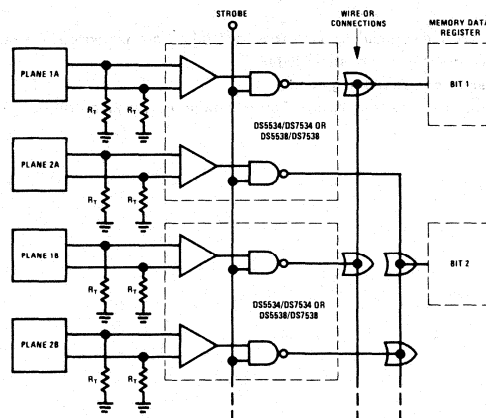 STROBE
WIRE OR
CONNECTIONS
MEMORY DATA
REGISTER
PLANE 1A
BIT 1
RT RT
DS5534/DS7534 OR
DS5538/DS7538
PLANE 2A
RT RT
PLANE 1B
BIT 2
RT RT
DS5534/DS7534 OR
DS5538/DS7538
PLANE 2B
RT RT